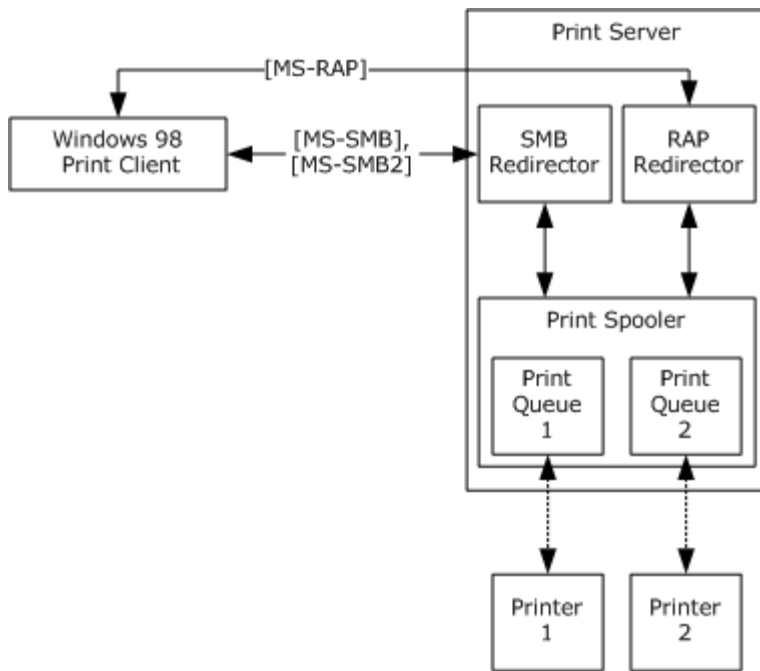 Print Server
[MS-RAP]
Windows 98
Print Client
[MS-SMB],
[MS-SMB2]
SMB
Redirector
RAP
Redirector
Print Spooler
Print
Queue
1
Print
Queue
2
Printer
1
Printer
2